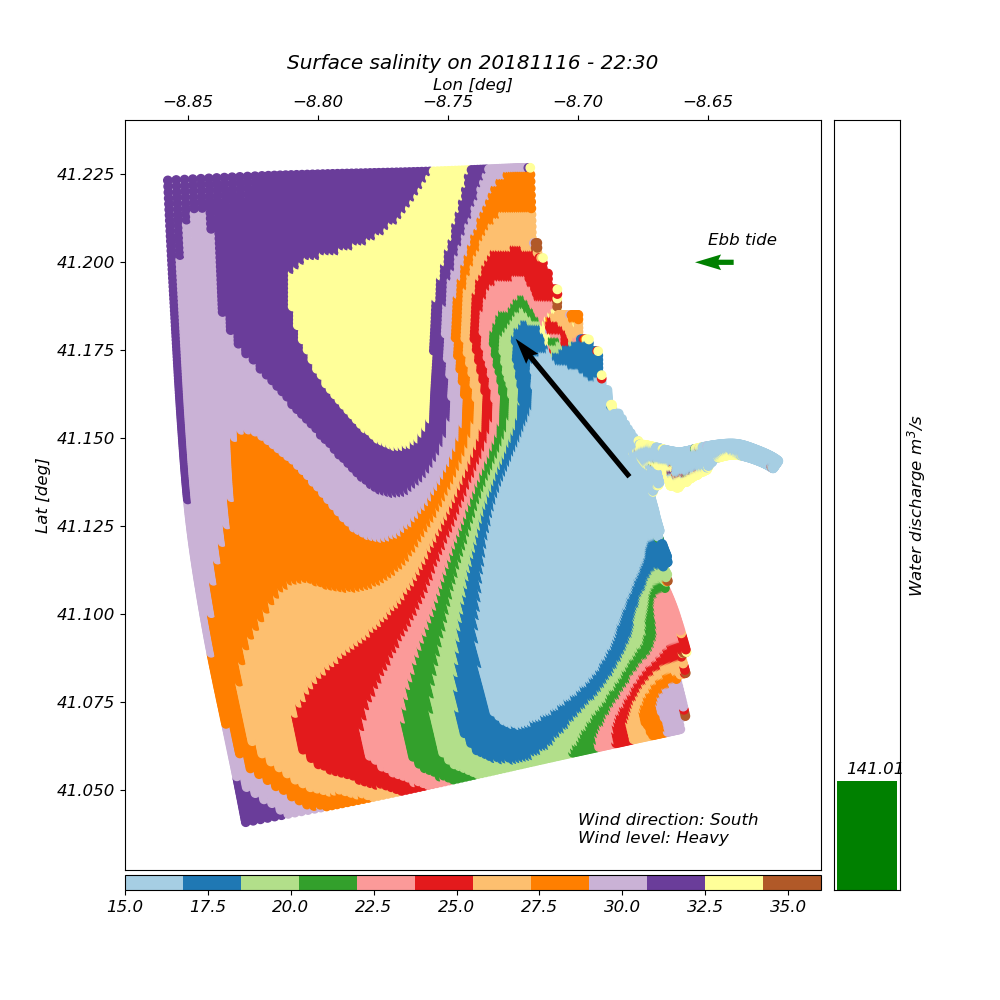 Surface salinity on 20181116 - 22:30
Lon [deg]
−8.85 −8.80 −8.75 −8.70 −8.65
41.225
41.200
41.175
41.150
41.125
41.100
41.075
41.050
Lat [deg]
Ebb tide
Wind direction: South
Wind level: Heavy
141.01
Water discharge m³/s
15.0 17.5 20.0 22.5 25.0 27.5 30.0 32.5 35.0